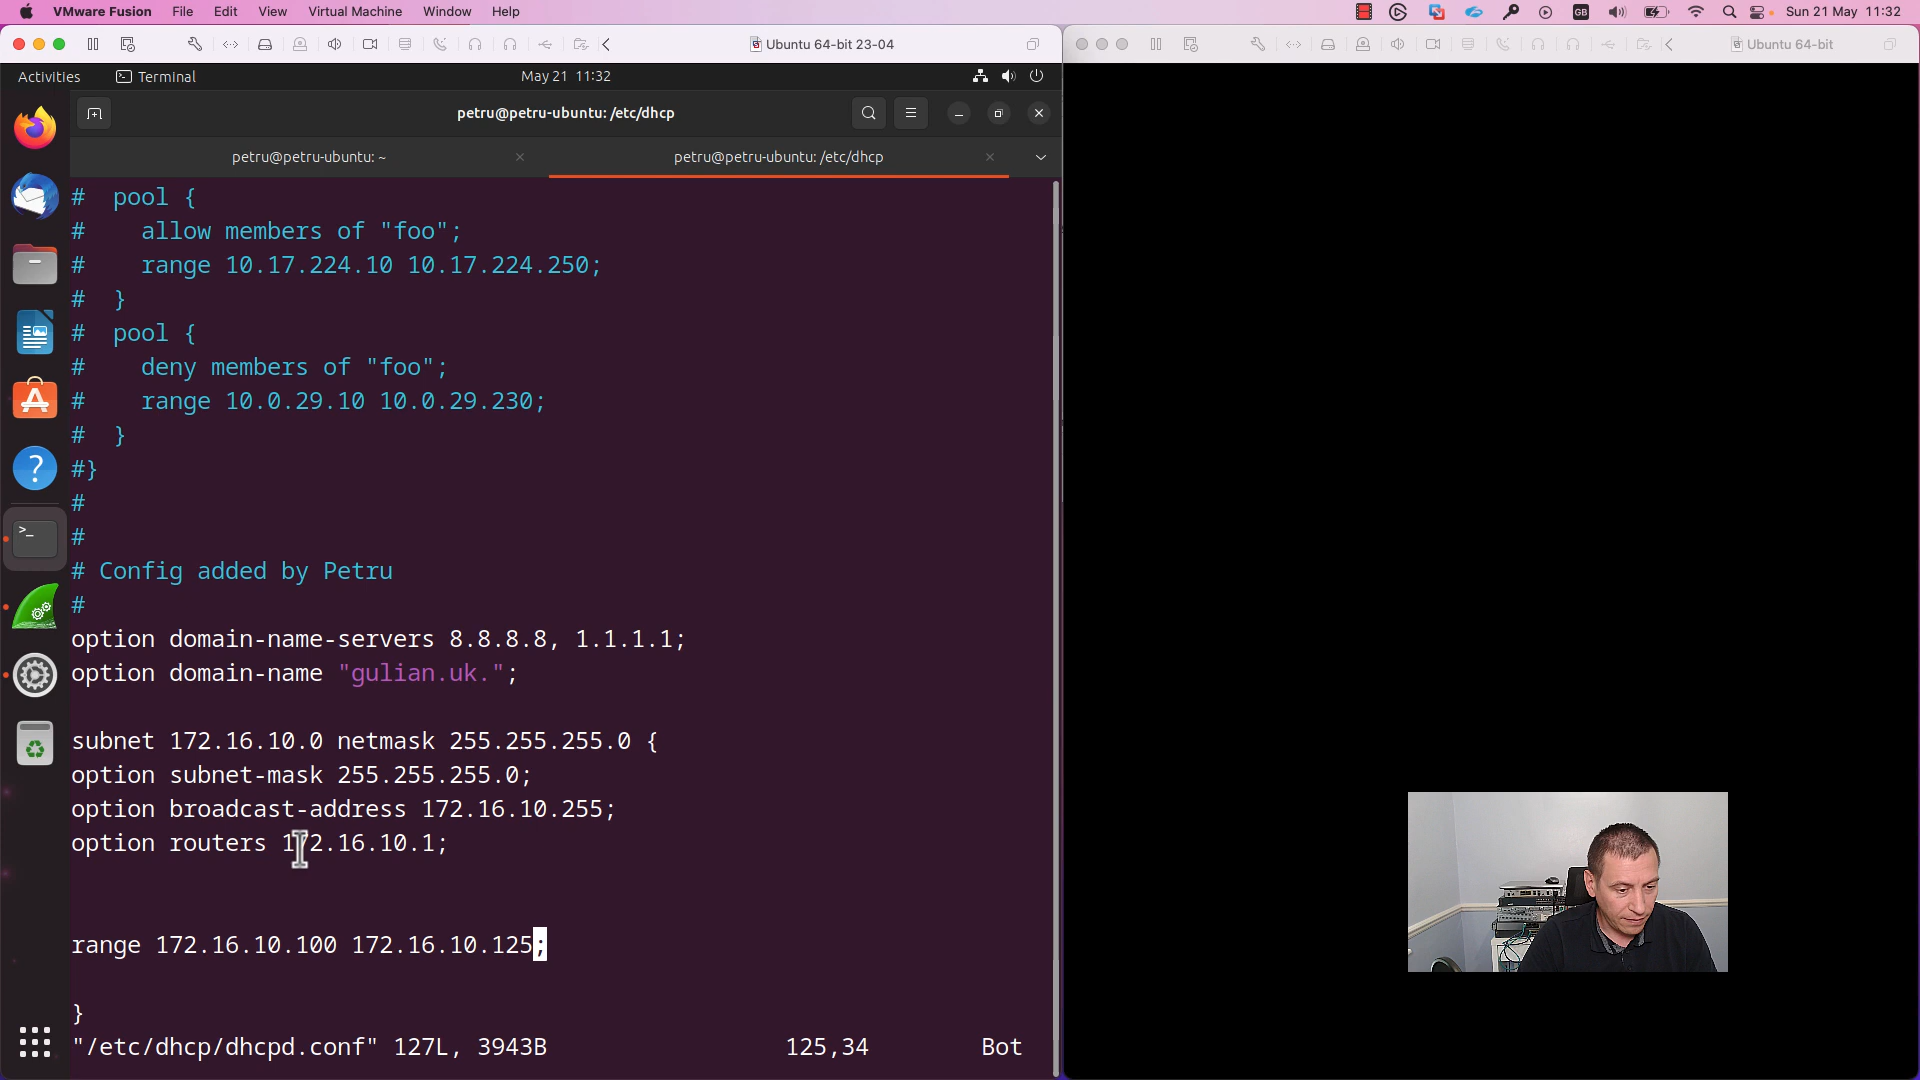 VMware Fusion File Edit View Virtual Machine Window Help GB Sun 21 May 11:32
Ubuntu 64-bit 23-04
Ubuntu 64-bit
Activities Terminal May 21 11:32
petru@petru-ubuntu: /etc/dhcp
petru@petru-ubuntu: ~
petru@petru-ubuntu: /etc/dhcp
#  pool {
#    allow members of "foo";
#    range 10.17.224.10 10.17.224.250;
#  }
#  pool {
#    deny members of "foo";
#    range 10.0.29.10 10.0.29.230;
#  }
#}
#
#
# Config added by Petru
#
option domain-name-servers 8.8.8.8, 1.1.1.1;
option domain-name "gulian.uk.";
subnet 172.16.10.0 netmask 255.255.255.0 {
option subnet-mask 255.255.255.0;
option broadcast-address 172.16.10.255;
option routers 172.16.10.1;
range 172.16.10.100 172.16.10.125;
}
"/etc/dhcp/dhcpd.conf" 127L, 3943B 125,34 Bot